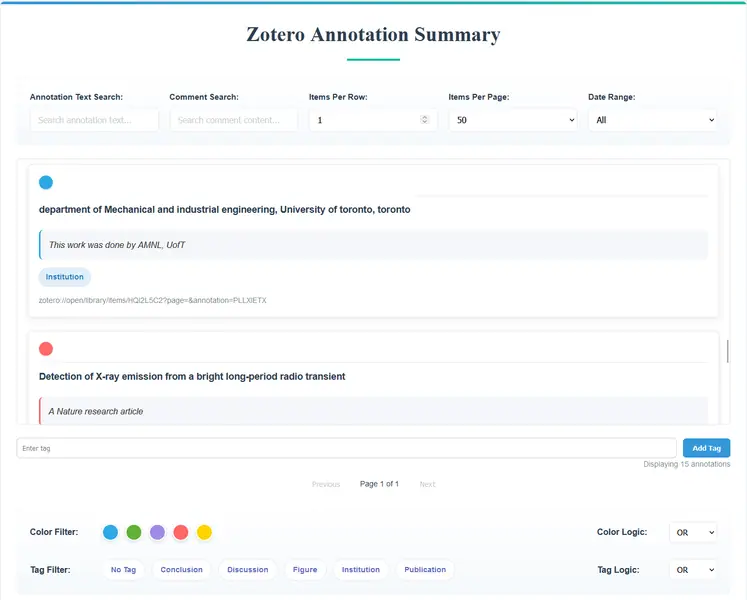 Zotero Annotation Summary
Annotation Text Search: Comment Search: Items Per Row: Items Per Page: Date Range:
Search annotation text... Search comment content... 1 50 All
department of Mechanical and industrial engineering, University of toronto, toronto
This work was done by AMNL, UofT
Institution
zotero://open/library/items/HQI2L5C2?page=&annotation=PLLXIETX
Detection of X-ray emission from a bright long-period radio transient
A Nature research article
Enter tag Add Tag
Displaying 15 annotations
Previous Page 1 of 1 Next
Color Filter: Color Logic: OR
Tag Filter: No Tag Conclusion Discussion Figure Institution Publication Tag Logic: OR